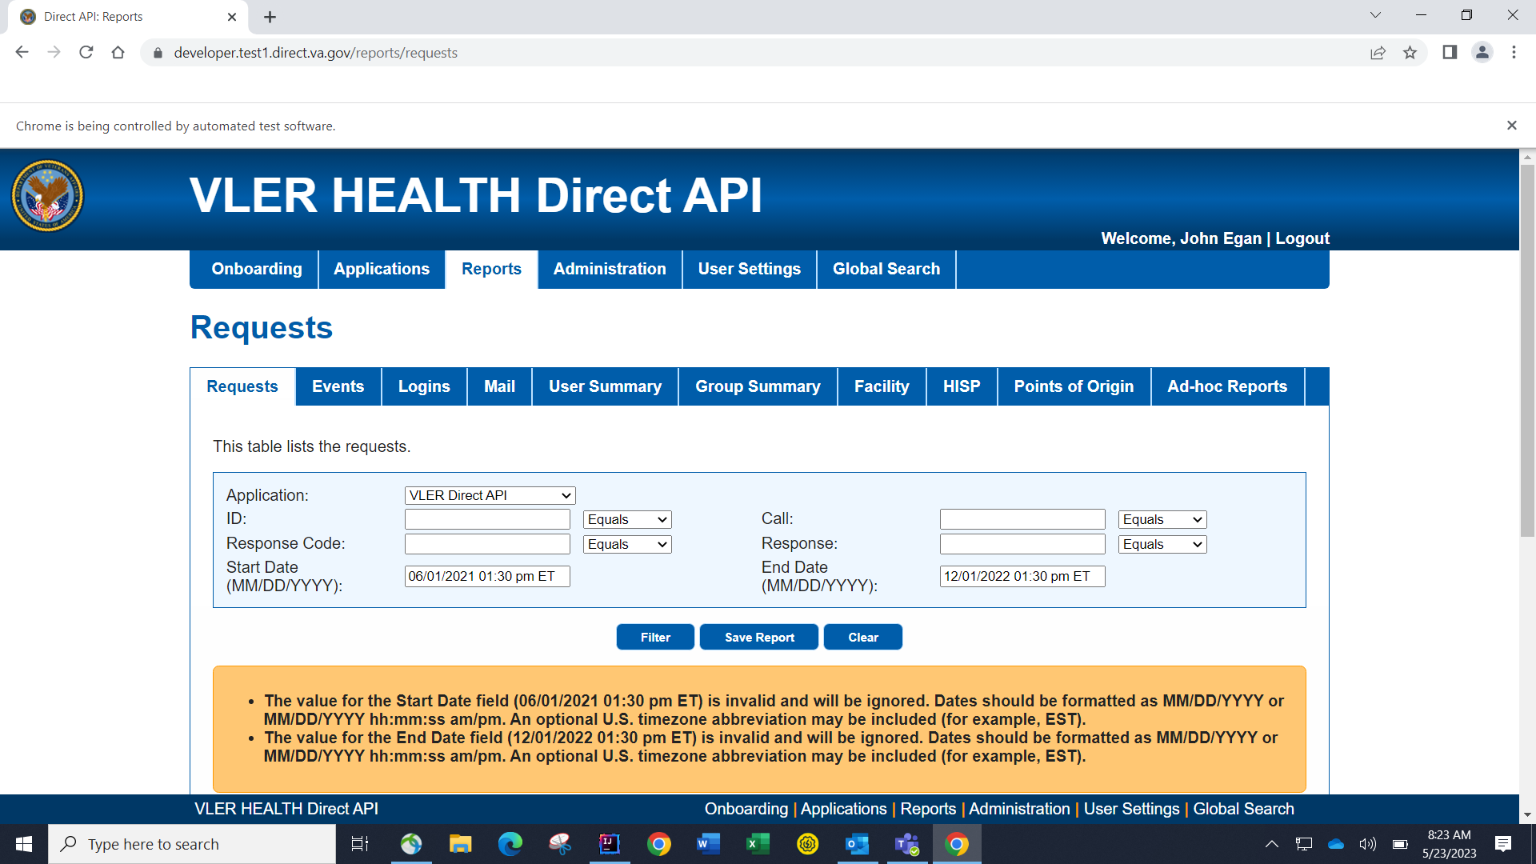 Direct API: Reports
developer.test1.direct.va.gov/reports/requests
Chrome is being controlled by automated test software.
VLER HEALTH Direct API
Welcome, John Egan | Logout
Onboarding Applications Reports Administration User Settings Global Search
Requests
Requests Events Logins Mail User Summary Group Summary Facility HISP Points of Origin Ad-hoc Reports
This table lists the requests.
Application: VLER Direct API
ID: Equals Call: Equals
Response Code: Equals Response: Equals
Start Date
(MM/DD/YYYY): 06/01/2021 01:30 pm ET
End Date
(MM/DD/YYYY): 12/01/2022 01:30 pm ET
Filter Save Report Clear
• The value for the Start Date field (06/01/2021 01:30 pm ET) is invalid and will be ignored. Dates should be formatted as MM/DD/YYYY or
MM/DD/YYYY hh:mm:ss am/pm. An optional U.S. timezone abbreviation may be included (for example, EST).
• The value for the End Date field (12/01/2022 01:30 pm ET) is invalid and will be ignored. Dates should be formatted as MM/DD/YYYY or
MM/DD/YYYY hh:mm:ss am/pm. An optional U.S. timezone abbreviation may be included (for example, EST).
VLER HEALTH Direct API Onboarding | Applications | Reports | Administration | User Settings | Global Search
Type here to search
8:23 AM
5/23/2023